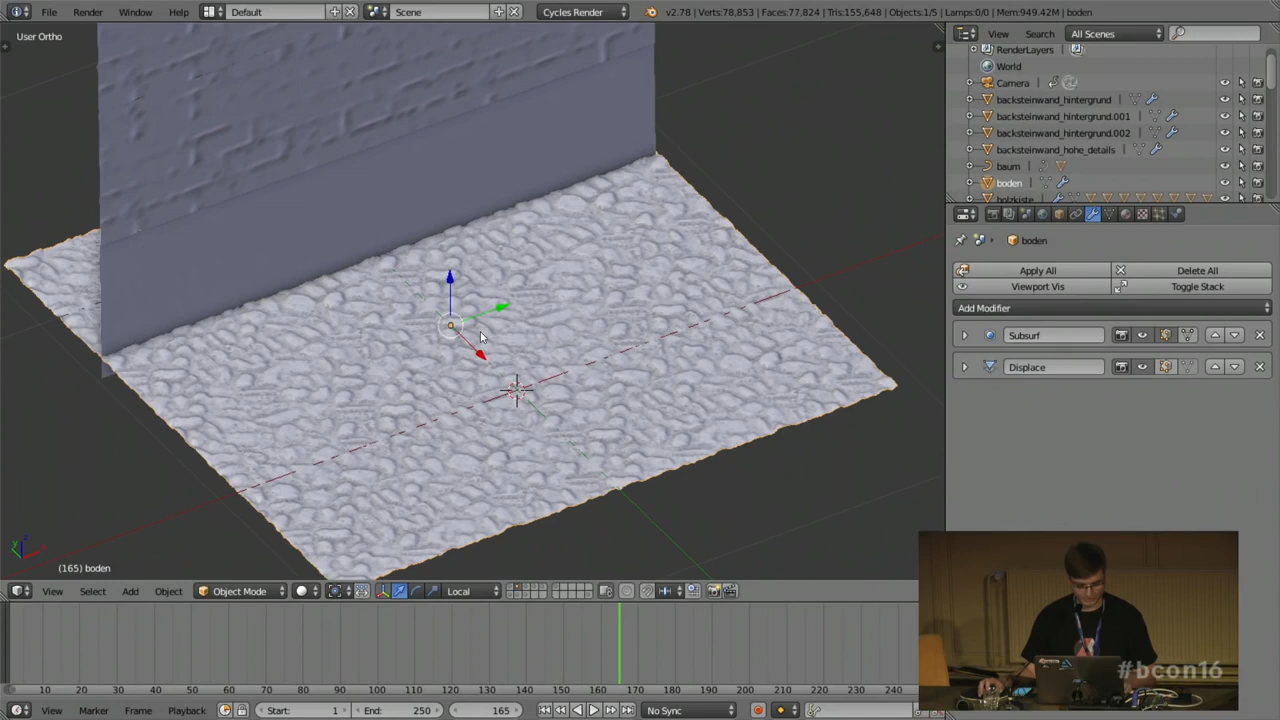 File Render Window Help Default Scene Cycles Render v2.78 | Verts:78,853 | Faces:77,824 | Tris:155,648 | Objects:1/5 | Lamps:0/0 | Mem:949.42M | boden
User Ortho
View Search All Scenes
RenderLayers
World
Camera
backsteinwand_hintergrund
backsteinwand_hintergrund.001
backsteinwand_hintergrund.002
backsteinwand_hohe_details
baum
boden
holzkiste
boden
Apply All Delete All
Viewport Vis Toggle Stack
Add Modifier
Subsurf
Displace
(165) boden
View Select Add Object Object Mode Local
10 20 30 40 50 60 70 80 90 100 110 120 130 140 150 160 170 180 190 200 210 220 230 240
View Marker Frame Playback Start: 1 End: 250 165 No Sync
#bcon16